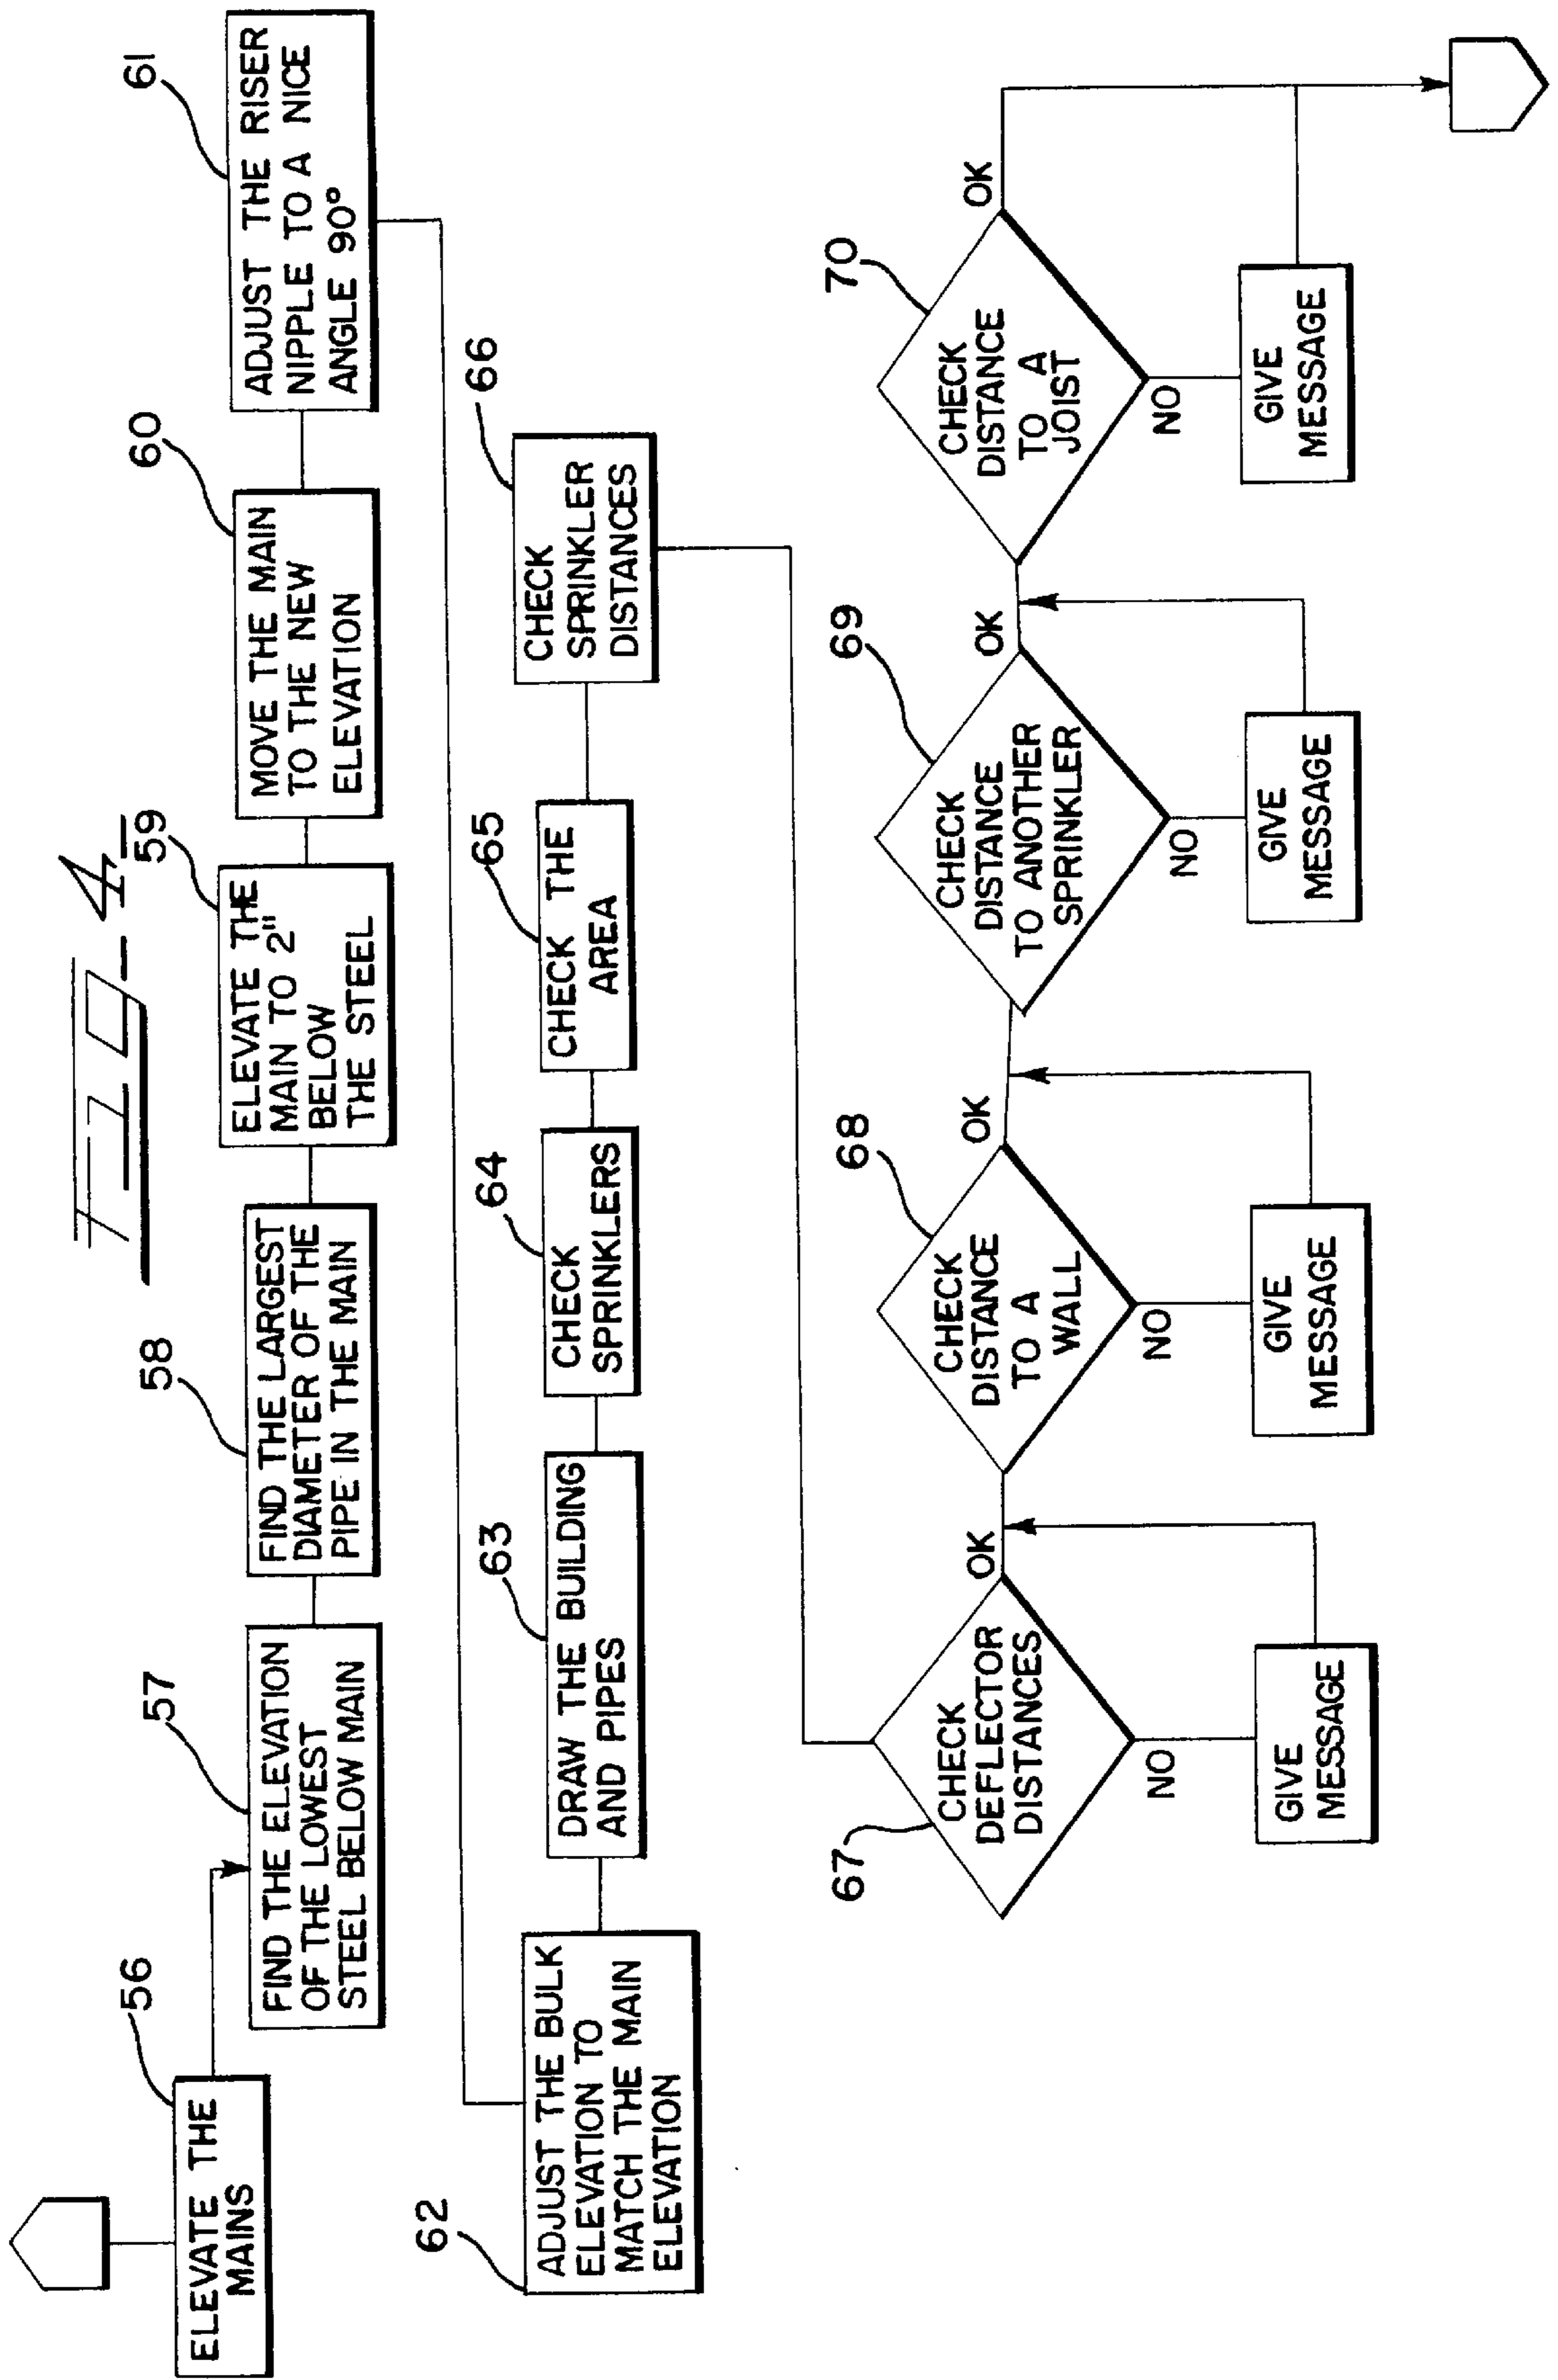 FIG_4_
56
ELEVATE THE
MAINS
57
FIND THE ELEVATION
OF THE LOWEST
STEEL BELOW MAIN
58
FIND THE LARGEST
DIAMETER OF THE
PIPE IN THE MAIN
59
ELEVATE THE
MAIN TO 2"
BELOW
THE STEEL
60
MOVE THE MAIN
TO THE NEW
ELEVATION
61
ADJUST THE RISER
NIPPLE TO A NICE
ANGLE 90°
62
ADJUST THE BULK
ELEVATION TO
MATCH THE MAIN
ELEVATION
63
DRAW THE BUILDING
AND PIPES
64
CHECK
SPRINKLERS
65
CHECK THE
AREA
66
CHECK
SPRINKLER
DISTANCES
67
CHECK
DEFLECTOR
DISTANCES
OK
NO
GIVE
MESSAGE
68
CHECK
DISTANCE
TO A
WALL
OK
NO
GIVE
MESSAGE
69
CHECK
DISTANCE
TO ANOTHER
SPRINKLER
OK
NO
GIVE
MESSAGE
70
CHECK
DISTANCE
TO A
JOIST
OK
NO
GIVE
MESSAGE